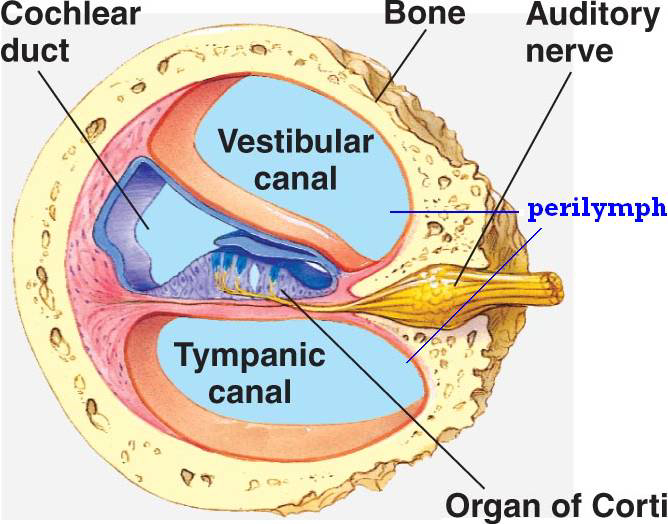 Cochlear
duct
Bone
Auditory
nerve
Vestibular
canal
perilymph
Tympanic
canal
Organ of Corti